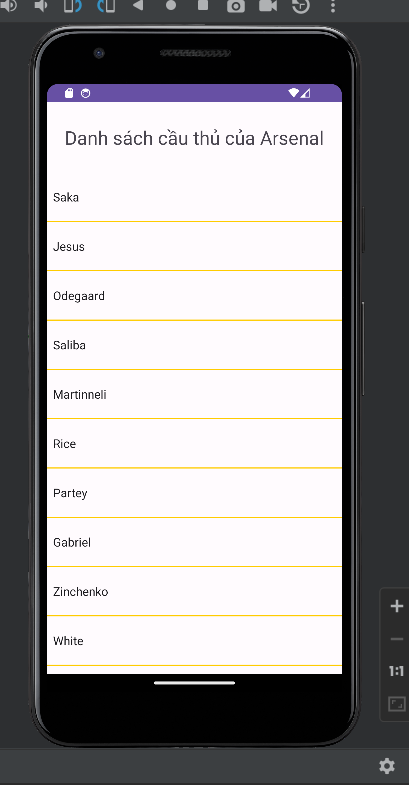 Danh sách cầu thủ của Arsenal
Saka
Jesus
Odegaard
Saliba
Martinneli
Rice
Partey
Gabriel
Zinchenko
White
1:1